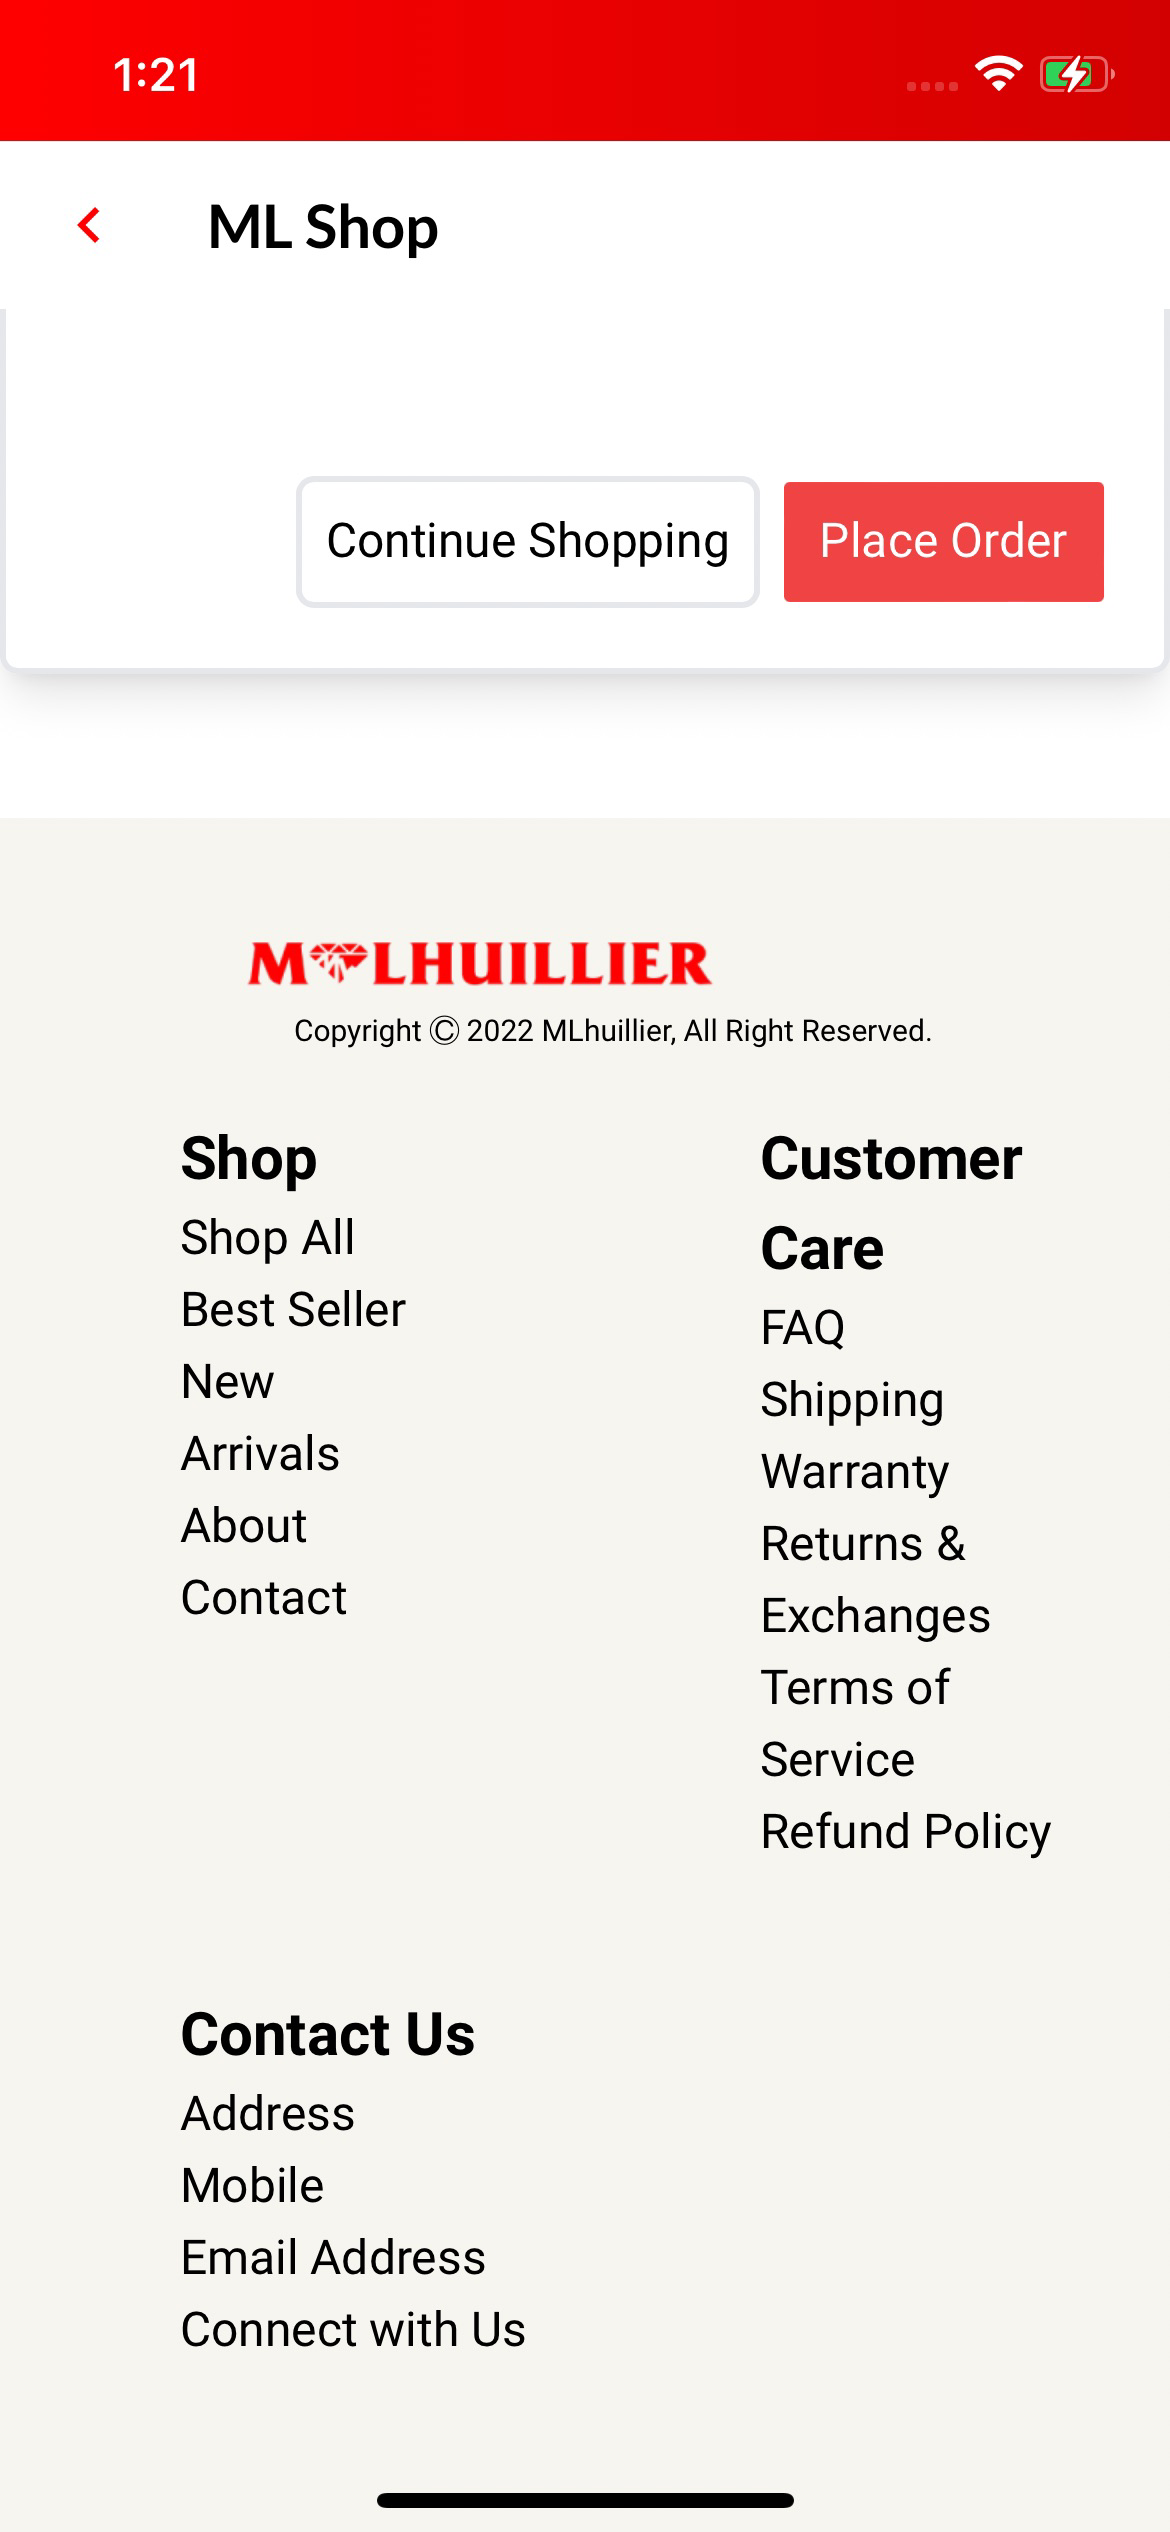 1:21
ML Shop
Continue Shopping
Place Order
MLHUILLIER
Copyright Ⓒ 2022 MLhuillier, All Right Reserved.
Shop
Shop All
Best Seller
New
Arrivals
About
Contact
Customer
Care
FAQ
Shipping
Warranty
Returns &
Exchanges
Terms of
Service
Refund Policy
Contact Us
Address
Mobile
Email Address
Connect with Us